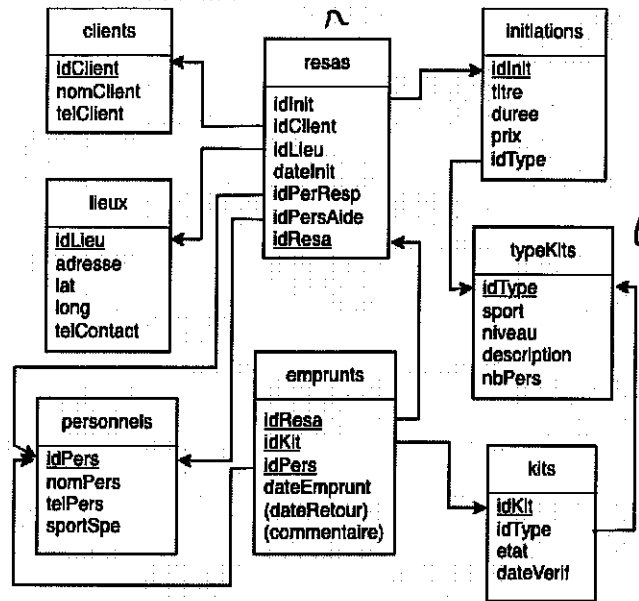 clients
idClient
nomClient
telClient
resas
idInit
idClient
idLieu
dateInit
idPerResp
idPersAide
idResa
initiations
idInit
titre
duree
prix
idType
lieux
idLieu
adresse
lat
long
telContact
typeKits
idType
sport
niveau
description
nbPers
personnels
idPers
nomPers
telPers
sportSpe
emprunts
idResa
idKit
idPers
dateEmprunt
(dateRetour)
(commentaire)
kits
idKit
idType
etat
dateVerif